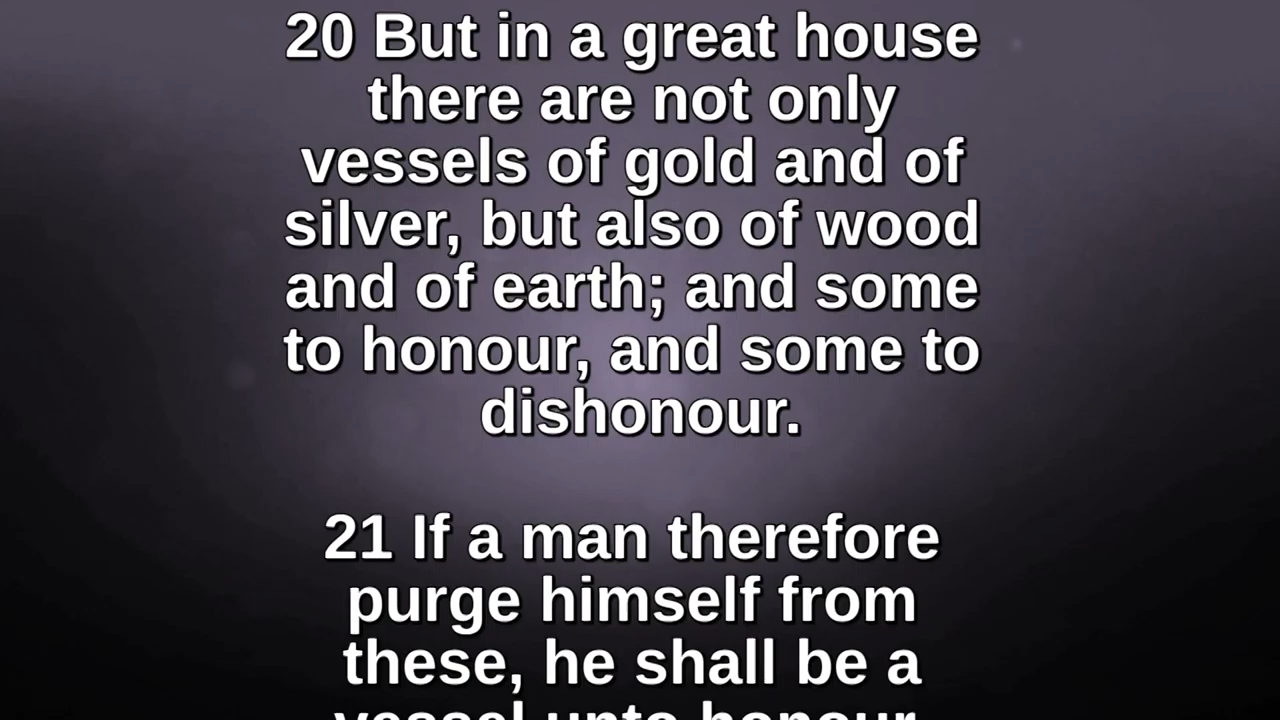 20 But in a great house
there are not only
vessels of gold and of
silver, but also of wood
and of earth; and some
to honour, and some to
dishonour.
21 If a man therefore
purge himself from
these, he shall be a
vessel unto honour,